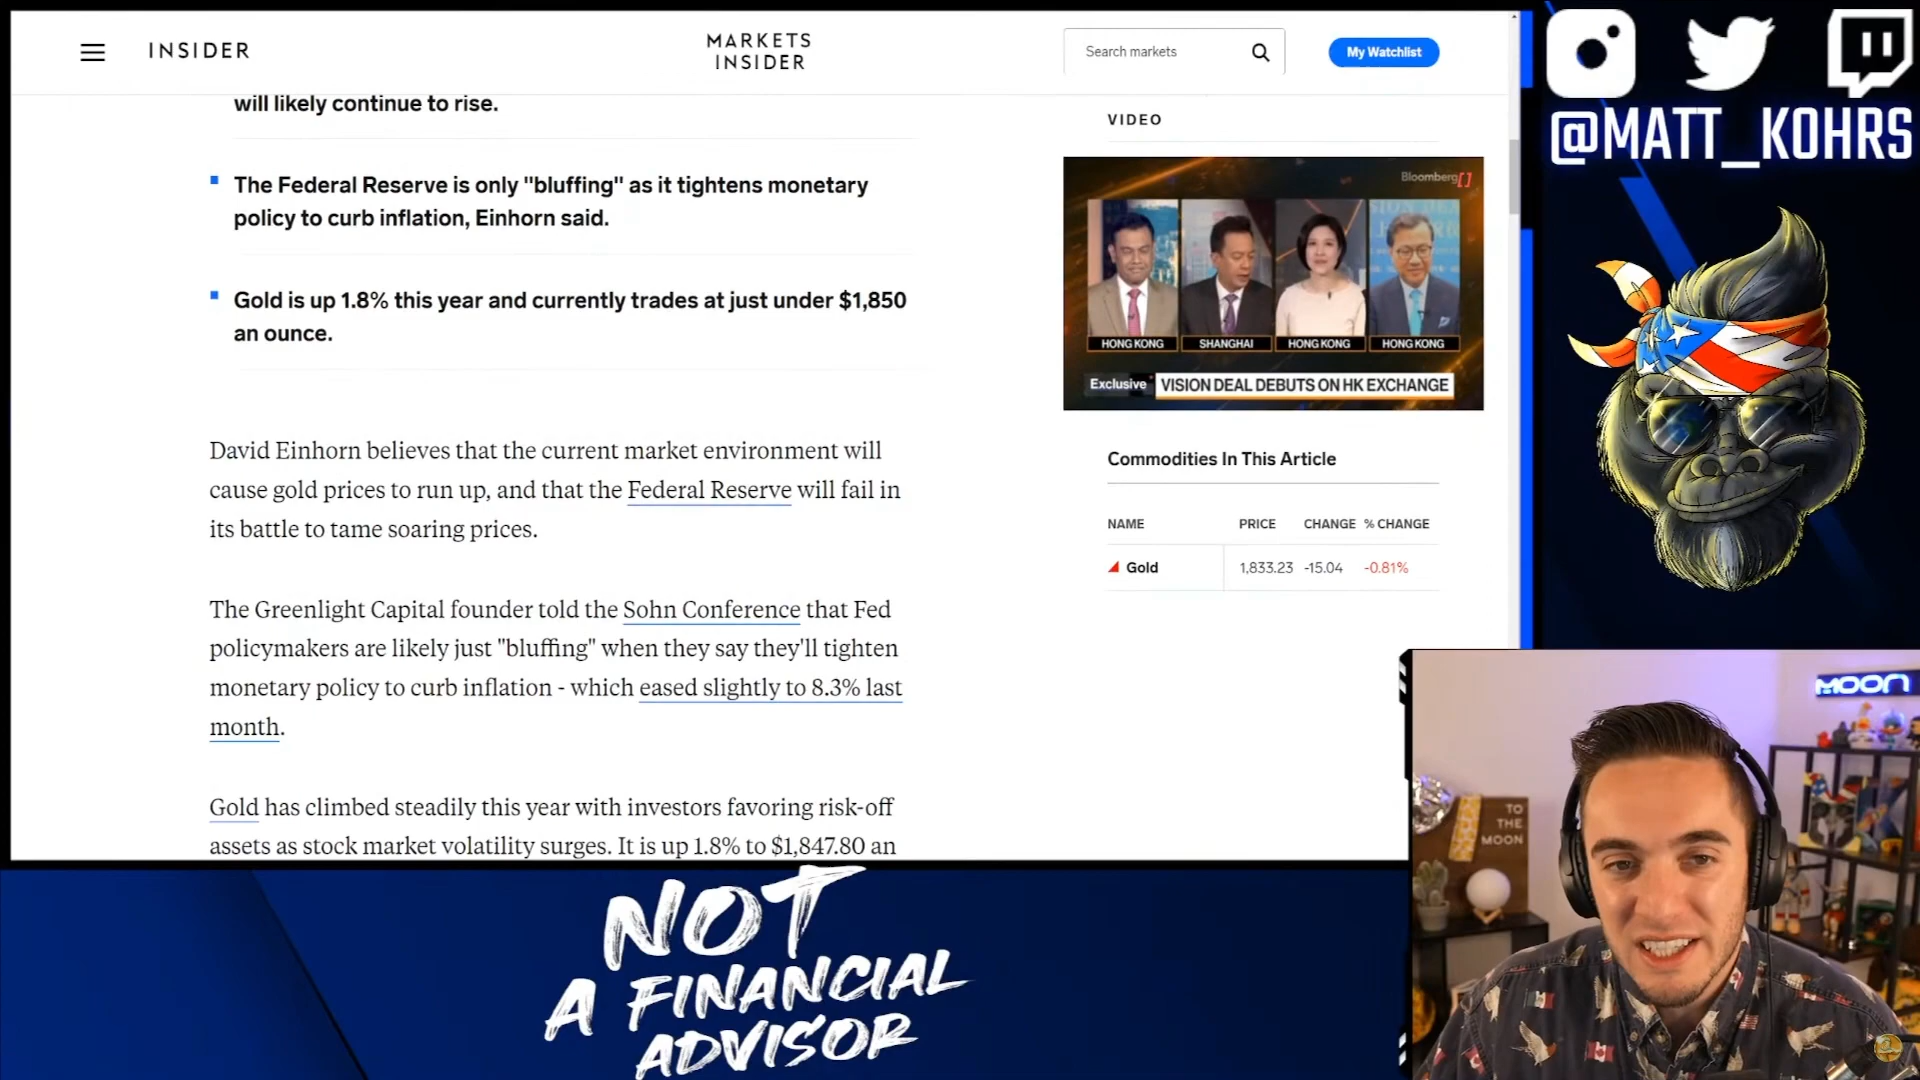 INSIDER
MARKETS
INSIDER
Search markets
My Watchlist
@MATT_KOHRS
will likely continue to rise.
The Federal Reserve is only "bluffing" as it tightens monetary
policy to curb inflation, Einhorn said.
Gold is up 1.8% this year and currently trades at just under $1,850
an ounce.
David Einhorn believes that the current market environment will
cause gold prices to run up, and that the Federal Reserve will fail in
its battle to tame soaring prices.
The Greenlight Capital founder told the Sohn Conference that Fed
policymakers are likely just "bluffing" when they say they'll tighten
monetary policy to curb inflation - which eased slightly to 8.3% last
month.
Gold has climbed steadily this year with investors favoring risk-off
assets as stock market volatility surges. It is up 1.8% to $1,847.80 an
VIDEO
Bloomberg
HONG KONG SHANGHAI HONG KONG HONG KONG
Exclusive VISION DEAL DEBUTS ON HK EXCHANGE
Commodities In This Article
NAME PRICE CHANGE % CHANGE
Gold 1,833.23 -15.04 -0.81%
MOON
TO
THE
MOON
NOT
A FINANCIAL
ADVISOR